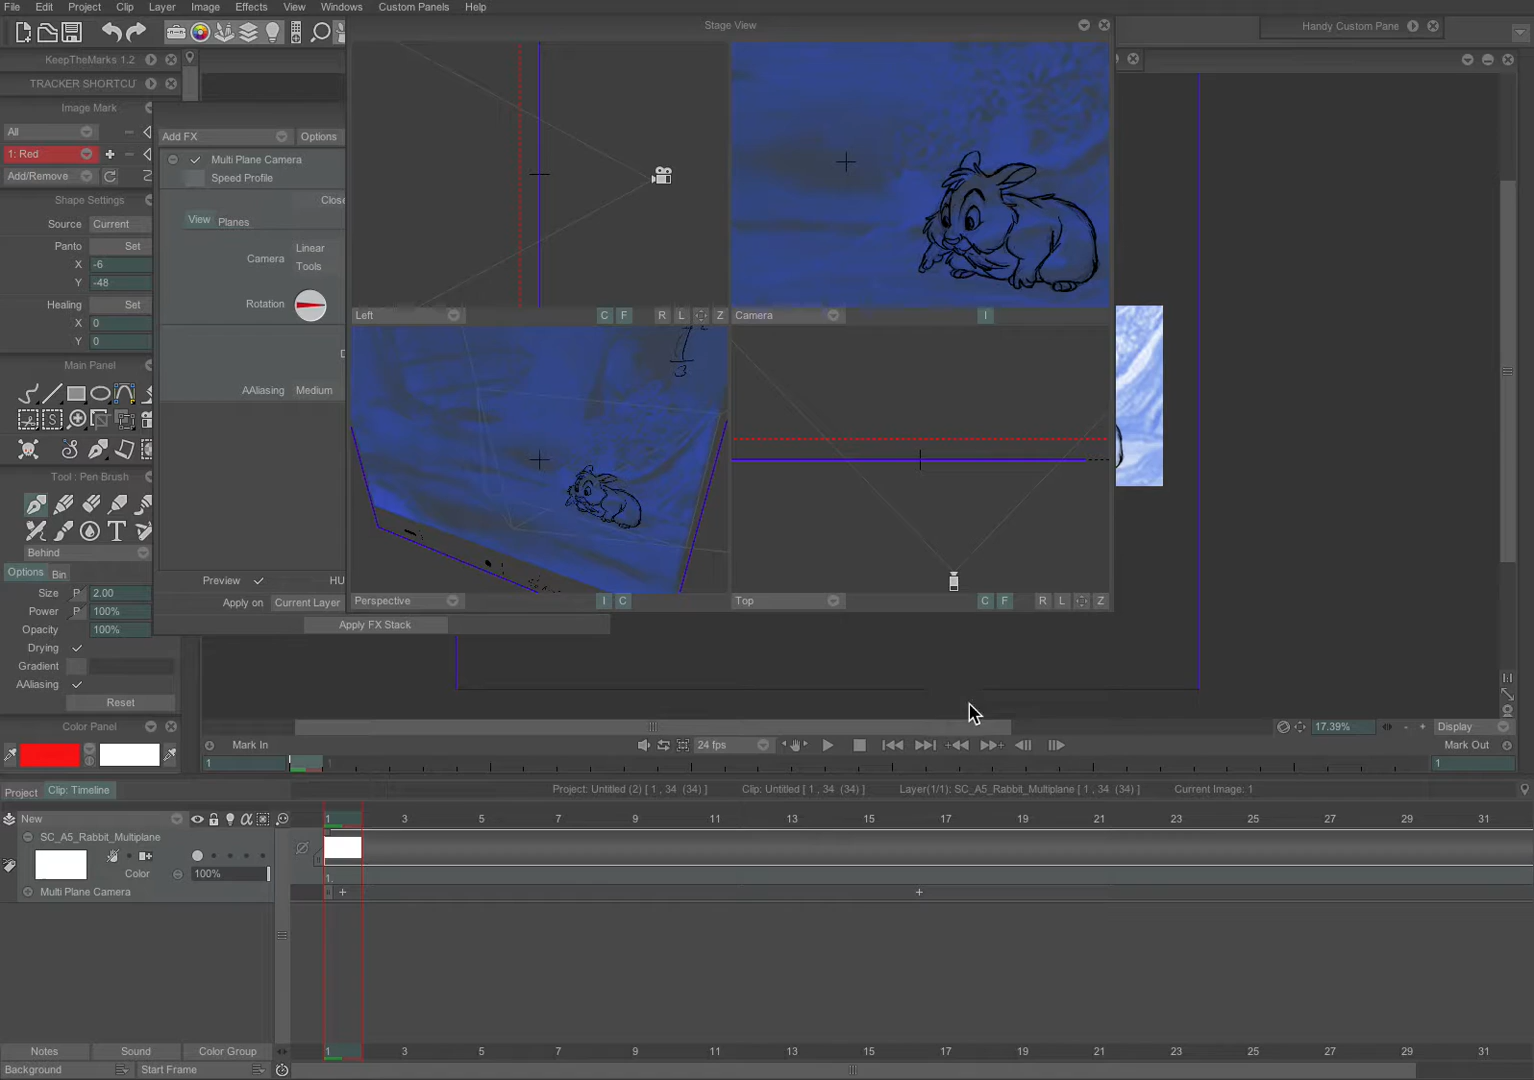 File Edit Project Clip Layer Image Effects View Windows Custom Panels Help
Stage View
Handy Custom Pane
KeepTheMarks 1.2
TRACKER SHORTCU
Image Mark
All
1: Red
Add/Remove
Shape Settings
Source Current
Panto Set
X -6
Y -48
Healing Set
X 0
Y 0
Main Panel
Tool : Pen Brush
Behind
Options Bin
Size P 2.00
Power P 100%
Opacity 100%
Drying
Gradient
AAliasing
Reset
Color Panel
Add FX Options
Multi Plane Camera
Speed Profile
Close
View Planes
Camera Linear
Tools
Rotation
AAliasing Medium
Preview HU
Apply on Current Layer
Apply FX Stack
Left C F R L Z
Camera I
Perspective I C
Top C F R L Z
1:1
17.39% - + Display
Mark In 24 fps Mark Out
1 1 1
Project Clip: Timeline
Project: Untitled (2) [ 1 , 34 (34) ] Clip: Untitled [ 1 , 34 (34) ] Layer(1/1): SC_A5_Rabbit_Multiplane [ 1 , 34 (34) ] Current Image: 1
New 1 3 5 7 9 11 13 15 17 19 21 23 25 27 29 31
SC_A5_Rabbit_Multiplane
Color 100%
1.
Multi Plane Camera
Notes Sound Color Group 1 3 5 7 9 11 13 15 17 19 21 23 25 27 29 31
Background Start Frame